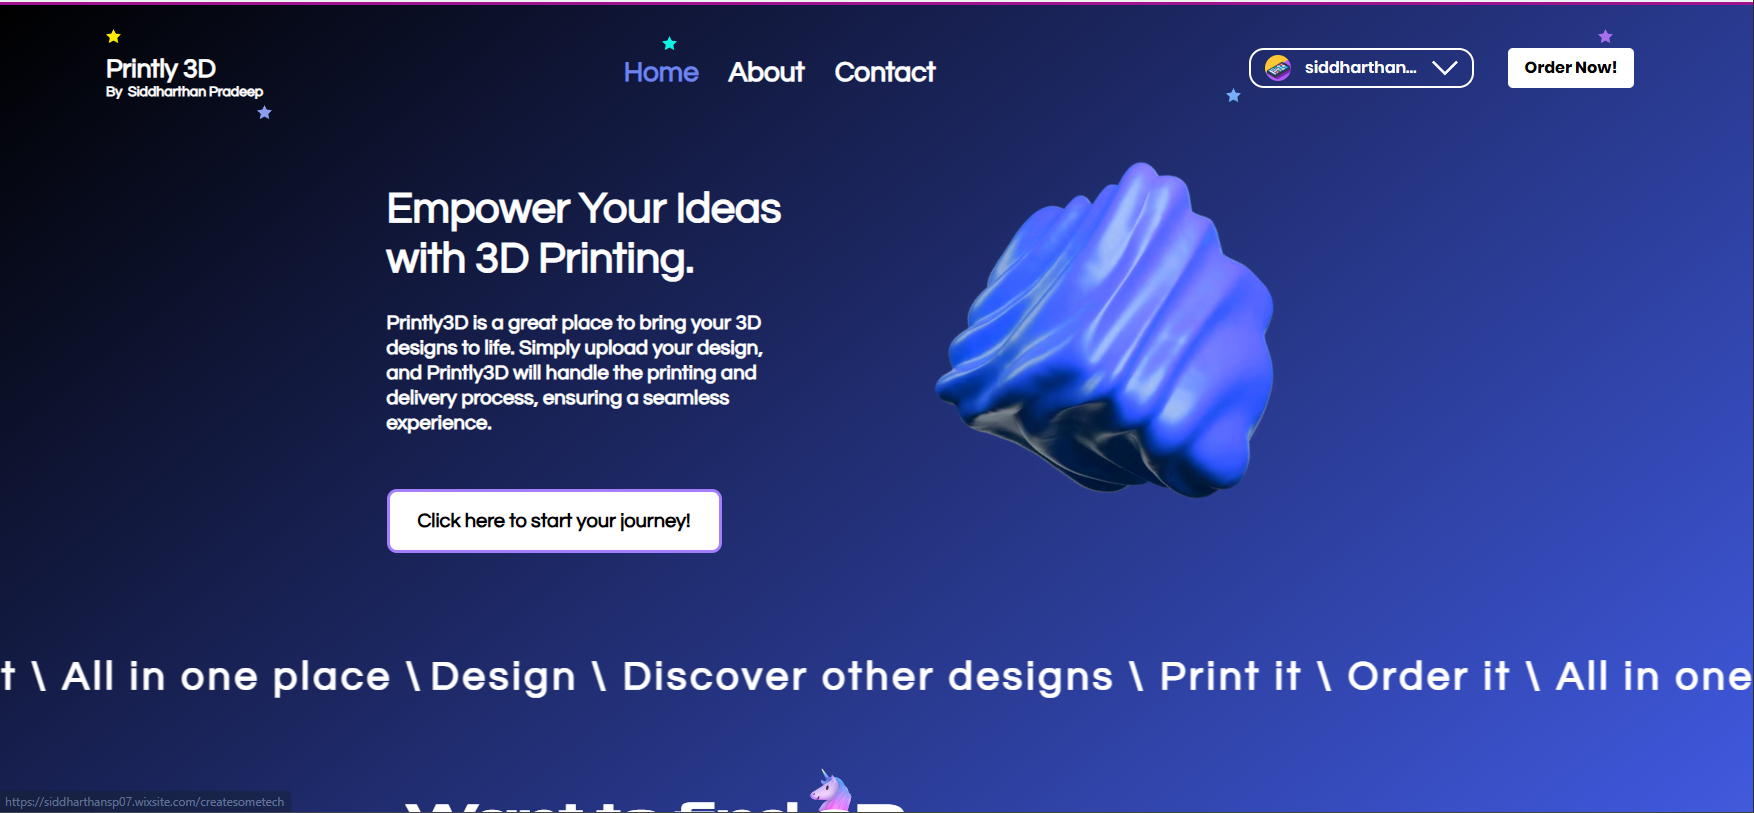 Printly 3D
By Siddharthan Pradeep
Home About Contact
siddharthan...
Order Now!
Empower Your Ideas
with 3D Printing.
Printly3D is a great place to bring your 3D
designs to life. Simply upload your design,
and Printly3D will handle the printing and
delivery process, ensuring a seamless
experience.
Click here to start your journey!
t \ All in one place \ Design \ Discover other designs \ Print it \ Order it \ All in one
Want to
https://siddharthansp07.wixsite.com/createsometech